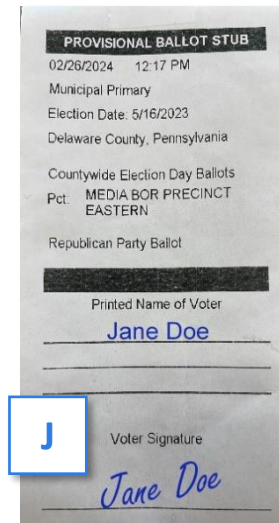 PROVISIONAL BALLOT STUB
02/26/2024 12:17 PM
Municipal Primary
Election Date: 5/16/2023
Delaware County, Pennsylvania
Countywide Election Day Ballots
Pct. MEDIA BOR PRECINCT
EASTERN
Republican Party Ballot
Printed Name of Voter
Jane Doe
J
Voter Signature
Jane Doe